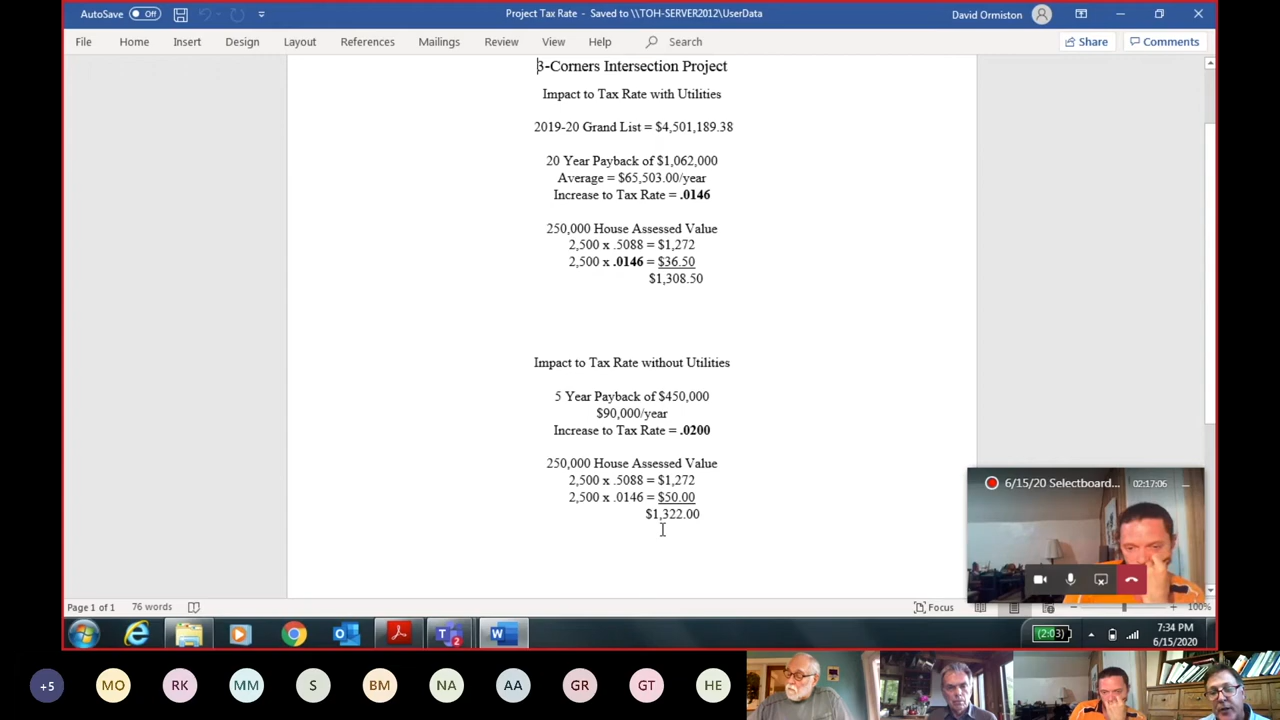 AutoSave Off
Project Tax Rate - Saved to \\TOH-SERVER2012\UserData
David Ormiston
File Home Insert Design Layout References Mailings Review View Help Search
Share Comments
3-Corners Intersection Project
Impact to Tax Rate with Utilities
2019-20 Grand List = $4,501,189.38
20 Year Payback of $1,062,000
Average = $65,503.00/year
Increase to Tax Rate = .0146
250,000 House Assessed Value
2,500 x .5088 = $1,272
2,500 x .0146 = $36.50
$1,308.50
Impact to Tax Rate without Utilities
5 Year Payback of $450,000
$90,000/year
Increase to Tax Rate = .0200
250,000 House Assessed Value
2,500 x .5088 = $1,272
2,500 x .0146 = $50.00
$1,322.00
6/15/20 Selectboard... 02:17:06
Page 1 of 1 76 words
Focus
100%
2
W
(2:03)
7:34 PM
6/15/2020
+5 MO RK MM S BM NA AA GR GT HE